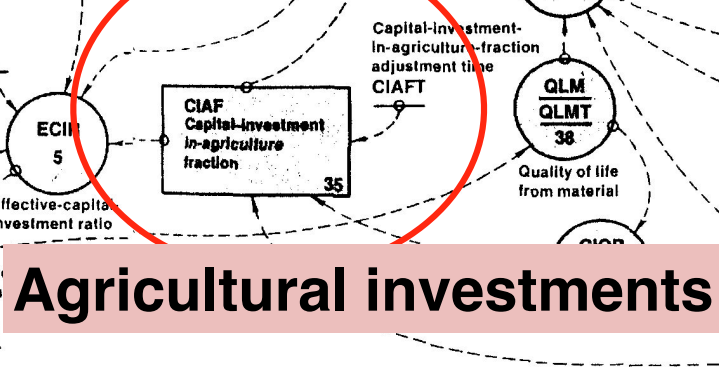 Capital-investment-
in-agriculture-fraction
adjustment time
CIAFT
CIAF
Capital-investment
in-agriculture
fraction
35
ECIR
5
ffective-capital-
nvestment ratio
QLM
QLMT
38
Quality of life
from material
Agricultural investments